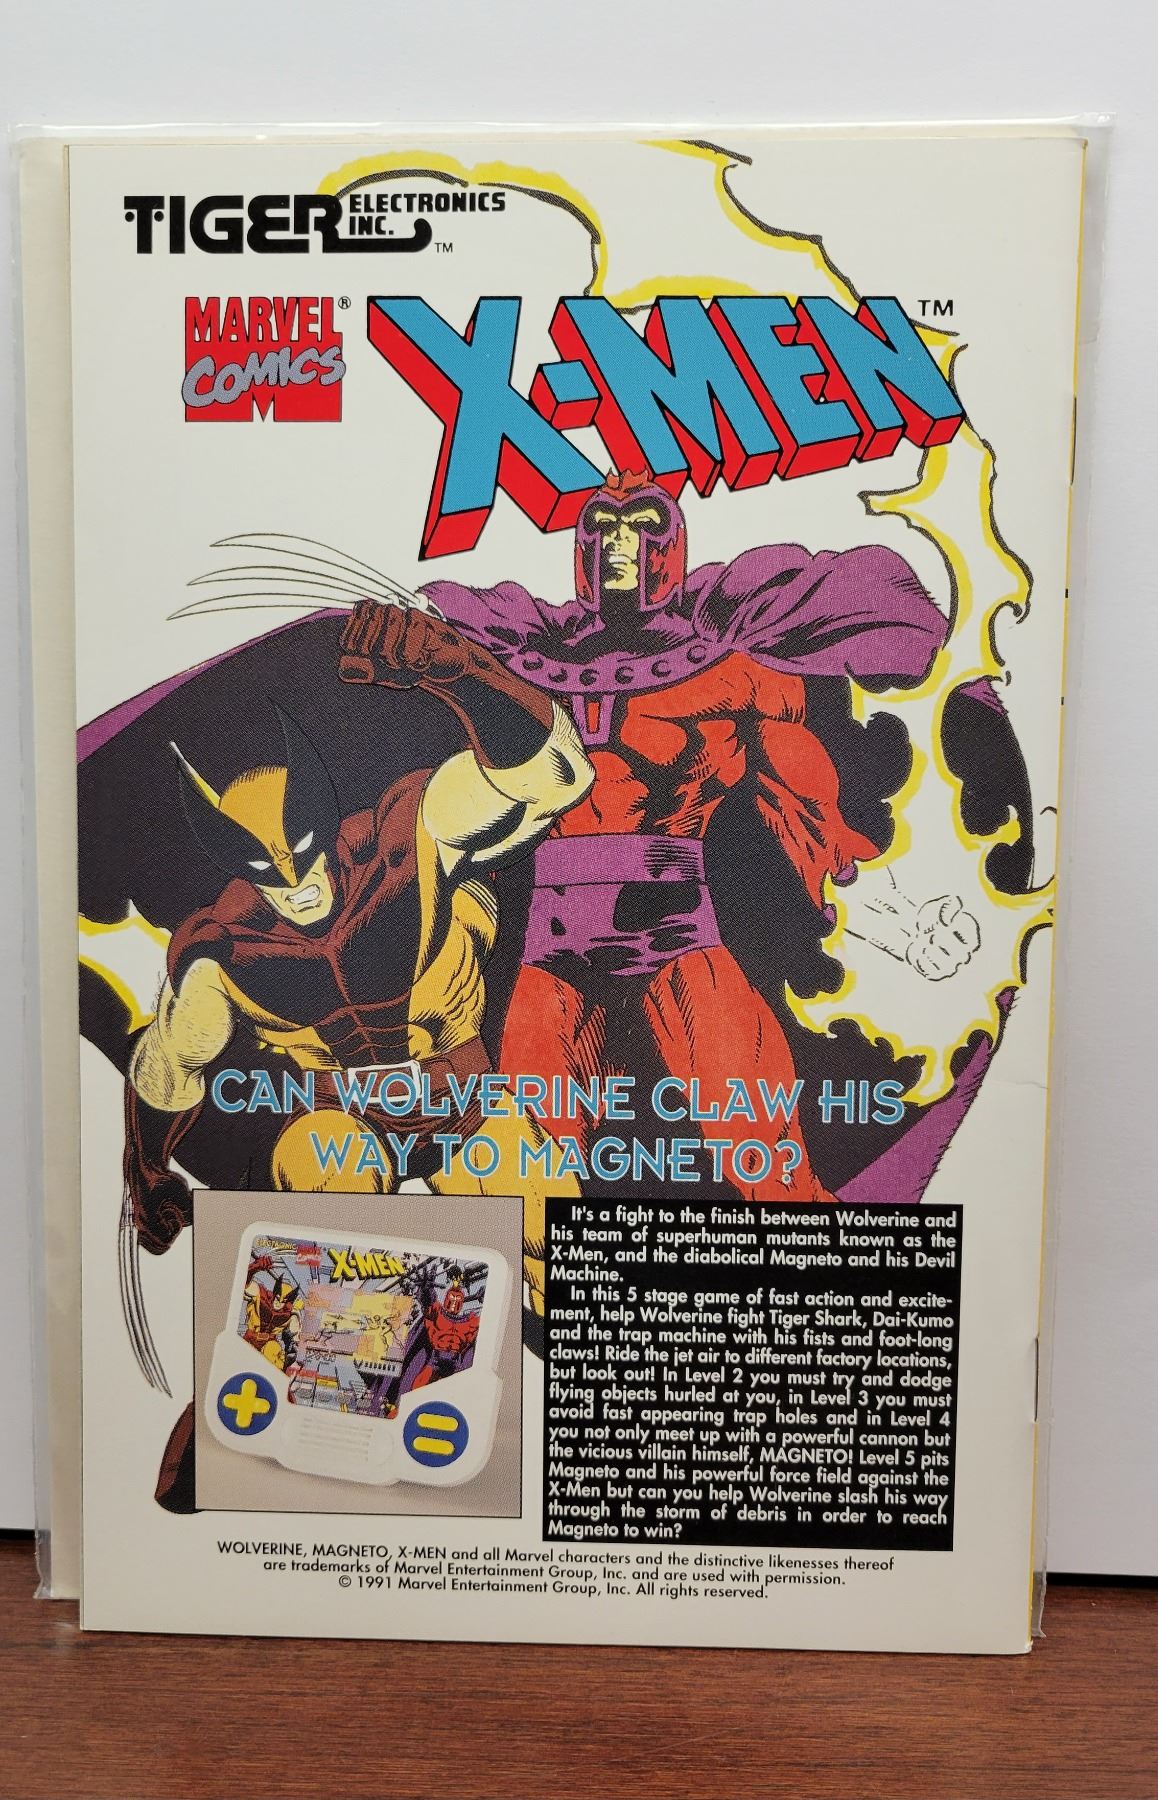 TIGER ELECTRONICS
INC. ™
MARVEL®
COMICS
X-MEN™
CAN WOLVERINE CLAW HIS
WAY TO MAGNETO?
It's a fight to the finish between Wolverine and
his team of superhuman mutants known as the
X-Men, and the diabolical Magneto and his Devil
Machine.
In this 5 stage game of fast action and excite-
ment, help Wolverine fight Tiger Shark, Dai-Kumo
and the trap machine with his fists and foot-long
claws! Ride the jet air to different factory locations,
but look out! In Level 2 you must try and dodge
flying objects hurled at you, in Level 3 you must
avoid fast appearing trap holes and in Level 4
you not only meet up with a powerful cannon but
the vicious villain himself, MAGNETO! Level 5 pits
Magneto and his powerful force field against the
X-Men but can you help Wolverine slash his way
through the storm of debris in order to reach
Magneto to win?
ELECTRONIC
MARVEL
COMICS
X-MEN
WOLVERINE, MAGNETO, X-MEN and all Marvel characters and the distinctive likenesses thereof
are trademarks of Marvel Entertainment Group, Inc. and are used with permission.
© 1991 Marvel Entertainment Group, Inc. All rights reserved.